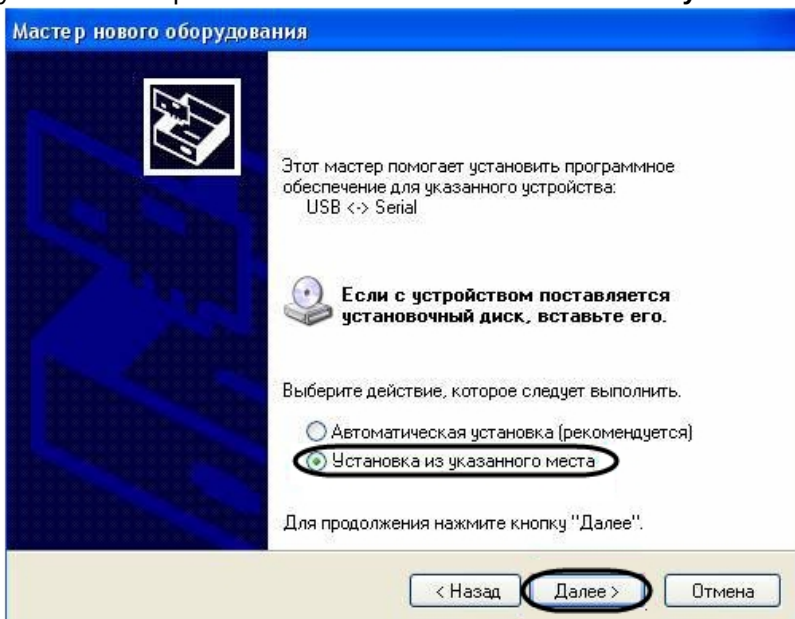 Мастер нового оборудования
Этот мастер помогает установить программное
обеспечение для указанного устройства:
USB <-> Serial
Если с устройством поставляется
установочный диск, вставьте его.
Выберите действие, которое следует выполнить.
Автоматическая установка (рекомендуется)
Установка из указанного места
Для продолжения нажмите кнопку "Далее".
< Назад
Далее >
Отмена